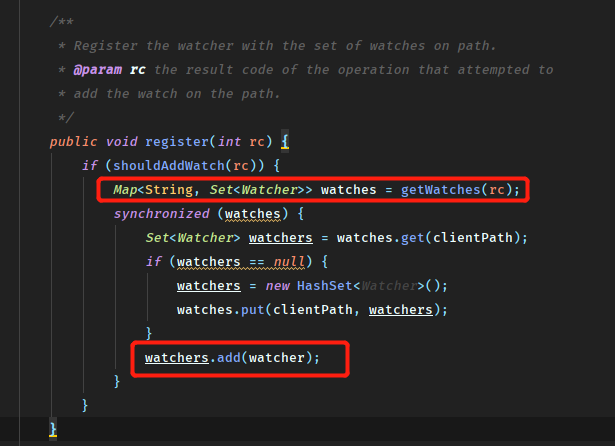 /**
 * Register the watcher with the set of watches on path.
 * @param rc the result code of the operation that attempted to
 * add the watch on the path.
 */
public void register(int rc) {
    if (shouldAddWatch(rc)) {
        Map<String, Set<Watcher>> watches = getWatches(rc);
        synchronized (watches) {
            Set<Watcher> watchers = watches.get(clientPath);
            if (watchers == null) {
                watchers = new HashSet<Watcher>();
                watches.put(clientPath, watchers);
            }
            watchers.add(watcher);
        }
    }
}